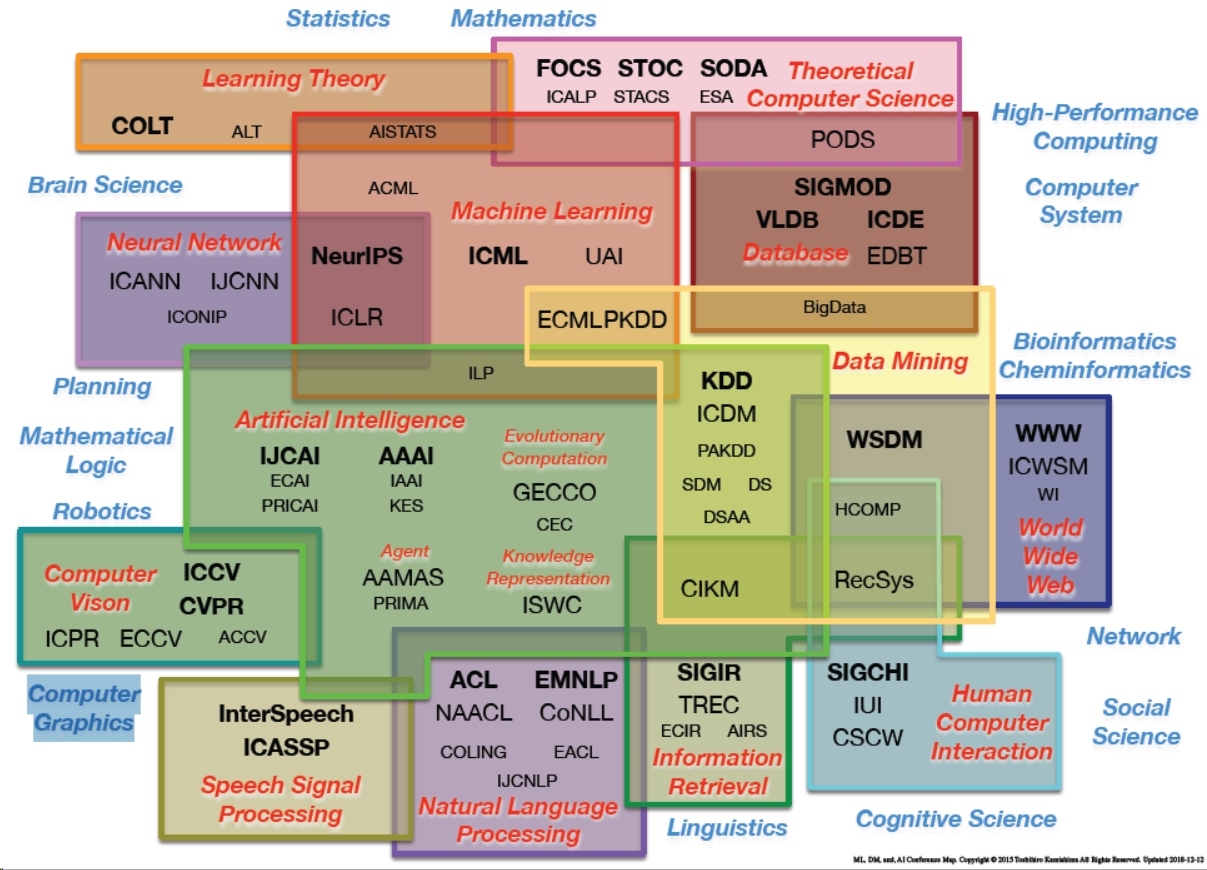 Statistics Mathematics
Learning Theory
COLT ALT AISTATS
FOCS STOC SODA Theoretical
ICALP STACS ESA Computer Science
PODS
High-Performance
Computing
Computer
System
Brain Science
ACML
Machine Learning
NeurIPS ICML UAI
ICLR
ECMLPKDD
ILP
Neural Network
ICANN IJCNN
ICONIP
SIGMOD
VLDB ICDE
Database EDBT
BigData
Data Mining
Bioinformatics
Cheminformatics
Planning
Mathematical
Logic
Robotics
Artificial Intelligence
IJCAI AAAI
ECAI IAAI
PRICAI KES
Evolutionary
Computation
GECCO
CEC
Agent
AAMAS
PRIMA
Knowledge
Representation
ISWC
KDD
ICDM
PAKDD
SDM DS
DSAA
CIKM
WSDM
HCOMP
RecSys
WWW
ICWSM
WI
World
Wide
Web
Computer
Vison
ICCV
CVPR
ICPR ECCV ACCV
Computer
Graphics
InterSpeech
ICASSP
Speech Signal
Processing
ACL EMNLP
NAACL CoNLL
COLING EACL
IJCNLP
Natural Language
Processing
SIGIR
TREC
ECIR AIRS
Information
Retrieval
SIGCHI
IUI
CSCW
Human
Computer
Interaction
Network
Social
Science
Linguistics
Cognitive Science
ML, DM, and, AI Conference Map. Copyright © 2015 Toshihiro Kamishima All Rights Reserved. Updated 2018-12-12